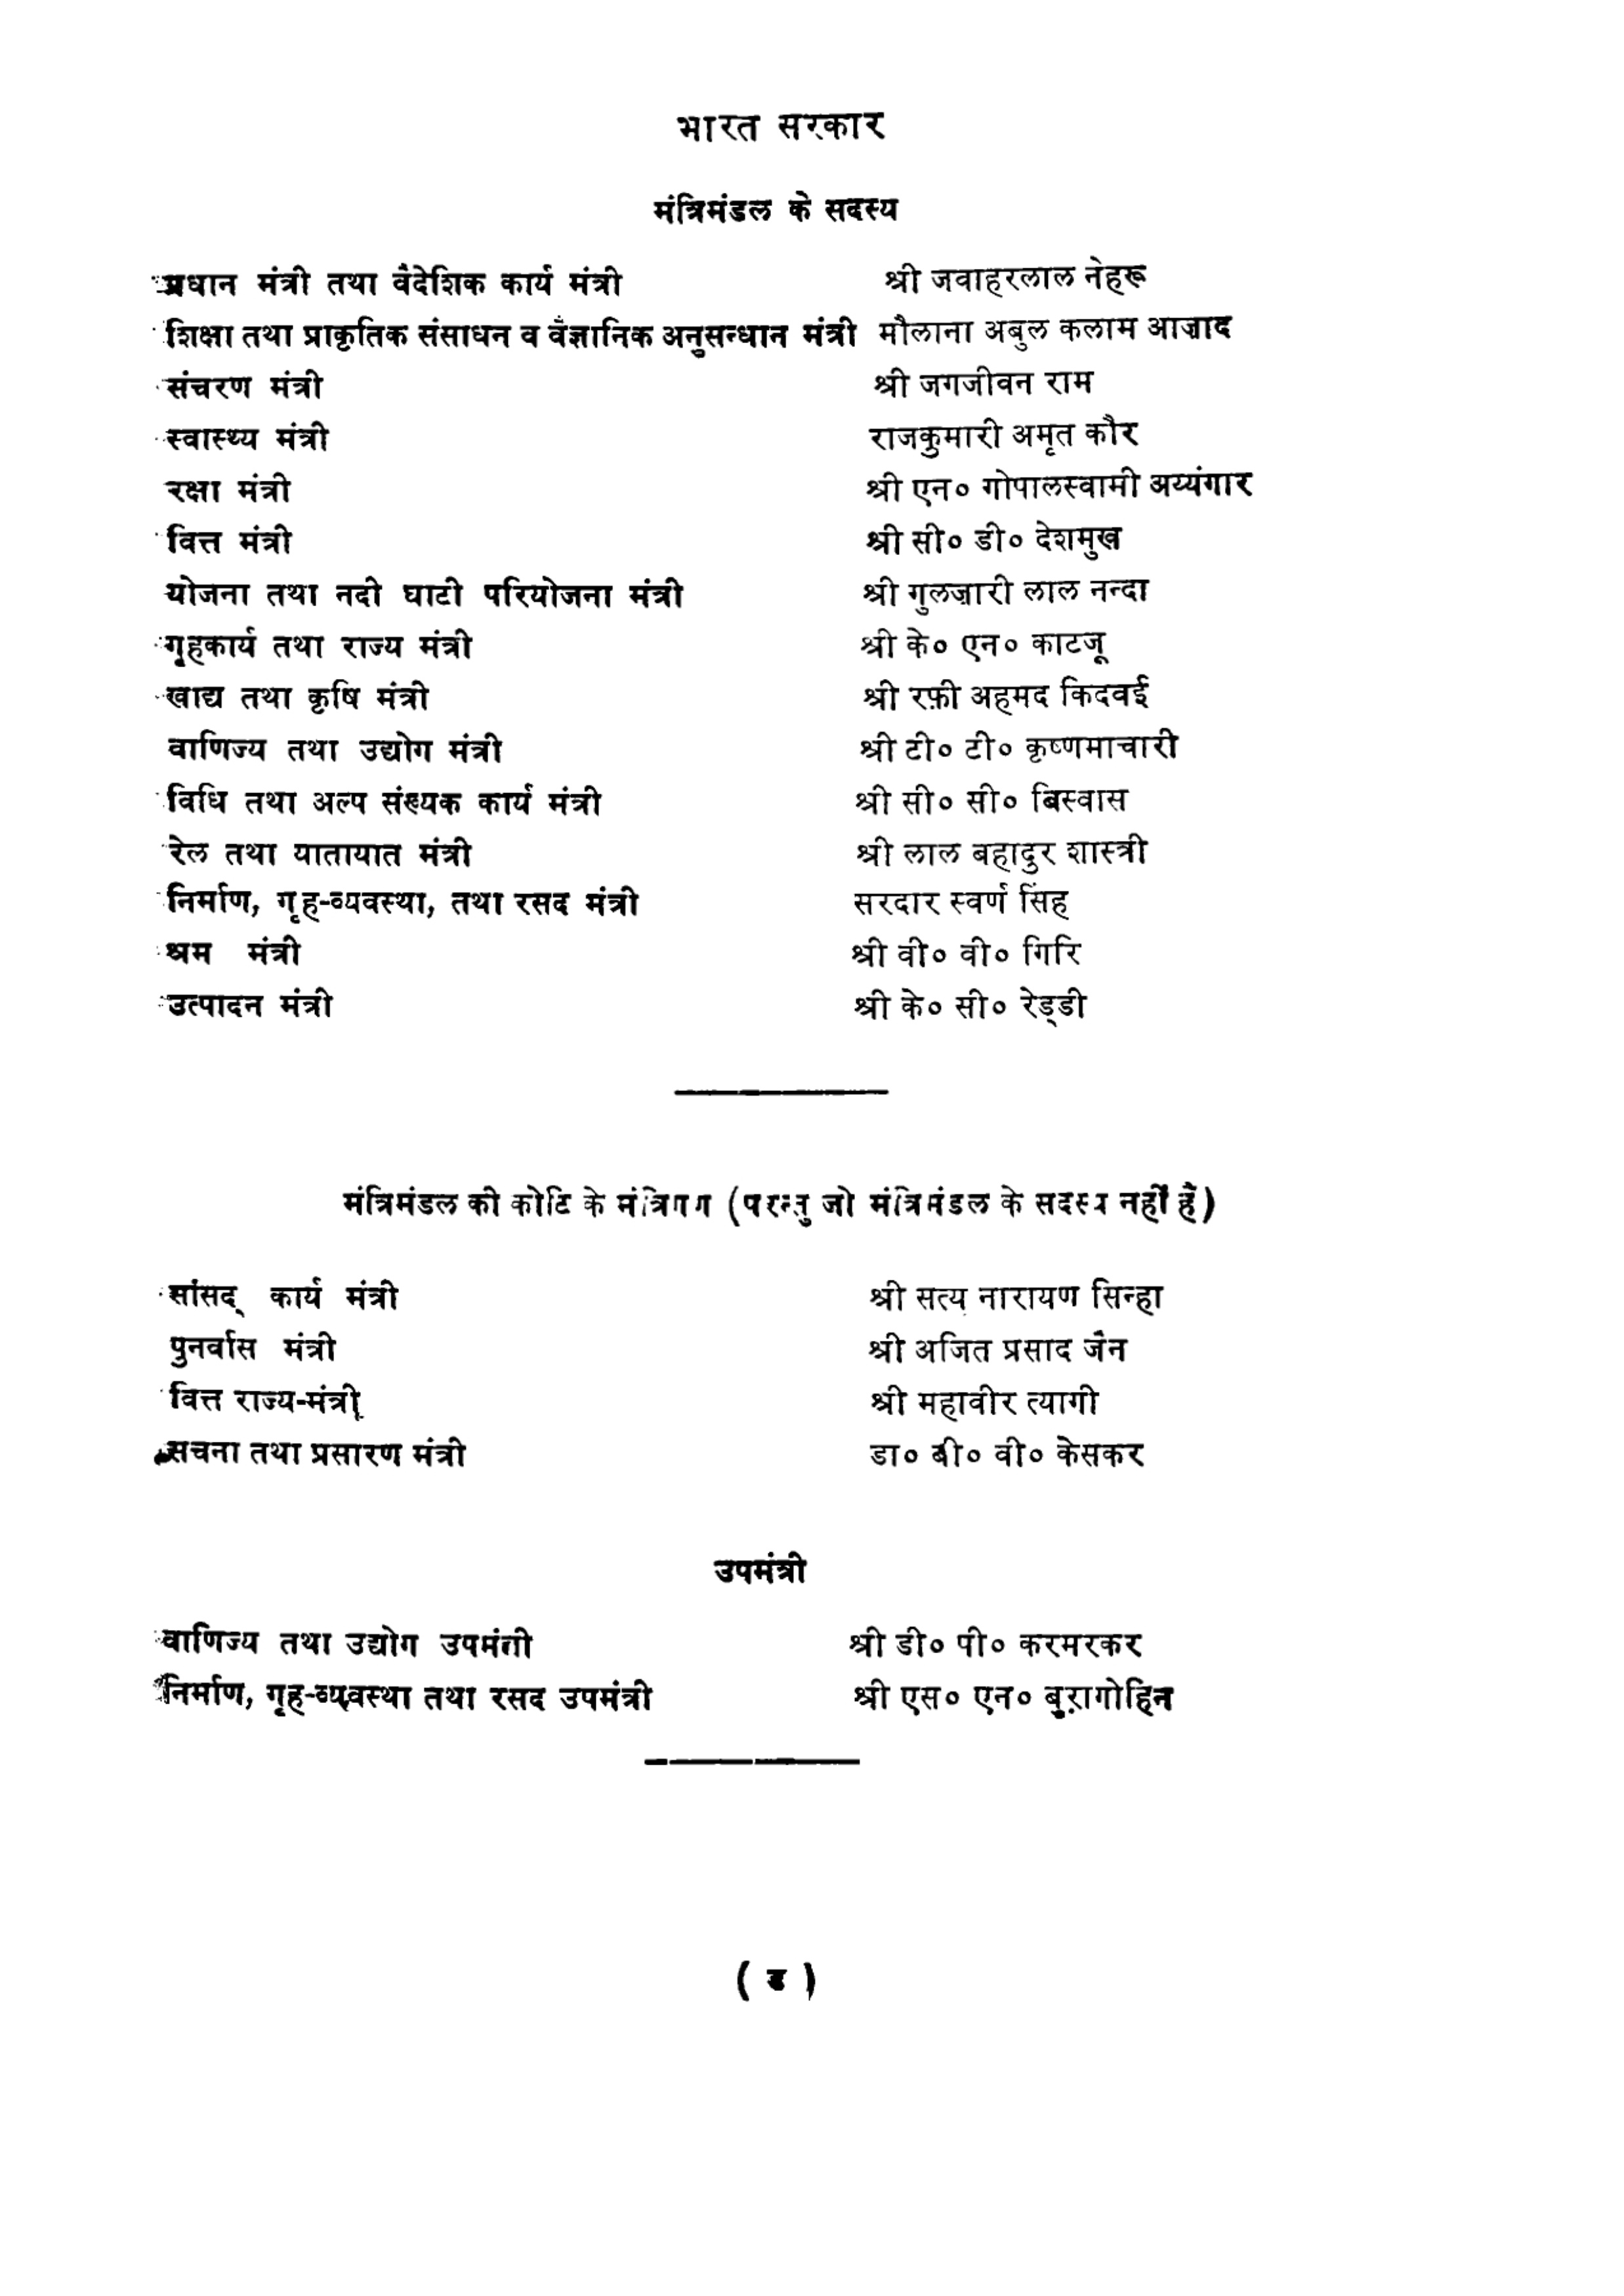 भारत सरकार
मंत्रिमंडल के सदस्य
प्रधान मंत्री तथा वैदेशिक कार्य मंत्री श्री जवाहरलाल नेहरू
शिक्षा तथा प्राकृतिक संसाधन व वैज्ञानिक अनुसन्धान मंत्री मौलाना अबुल कलाम आज़ाद
संचरण मंत्री श्री जगजीवन राम
स्वास्थ्य मंत्री राजकुमारी अमृत कौर
रक्षा मंत्री श्री एन० गोपालस्वामी अय्यंगार
वित्त मंत्री श्री सी० डी० देशमुख
योजना तथा नदी घाटी परियोजना मंत्री श्री गुलज़ारी लाल नन्दा
गृहकार्य तथा राज्य मंत्री श्री के० एन० काटजू
खाद्य तथा कृषि मंत्री श्री रफ़ी अहमद किदवई
वाणिज्य तथा उद्योग मंत्री श्री टी० टी० कृष्णमाचारी
विधि तथा अल्प संख्यक कार्य मंत्री श्री सी० सी० बिस्वास
रेल तथा यातायात मंत्री श्री लाल बहादुर शास्त्री
निर्माण, गृह-व्यवस्था, तथा रसद मंत्री सरदार स्वर्ण सिंह
श्रम मंत्री श्री वी० वी० गिरि
उत्पादन मंत्री श्री के० सी० रेड्डी
मंत्रिमंडल की कोटि के मंत्रिगण (परन्तु जो मंत्रिमंडल के सदस्य नहीं हैं)
सांसद् कार्य मंत्री श्री सत्य नारायण सिन्हा
पुनर्वास मंत्री श्री अजित प्रसाद जैन
वित्त राज्य-मंत्री श्री महावीर त्यागी
सूचना तथा प्रसारण मंत्री डा० बी० वी० केसकर
उपमंत्री
वाणिज्य तथा उद्योग उपमंत्री श्री डी० पी० करमरकर
निर्माण, गृह-व्यवस्था तथा रसद उपमंत्री श्री एस० एन० बुरागोहिन
( ड )